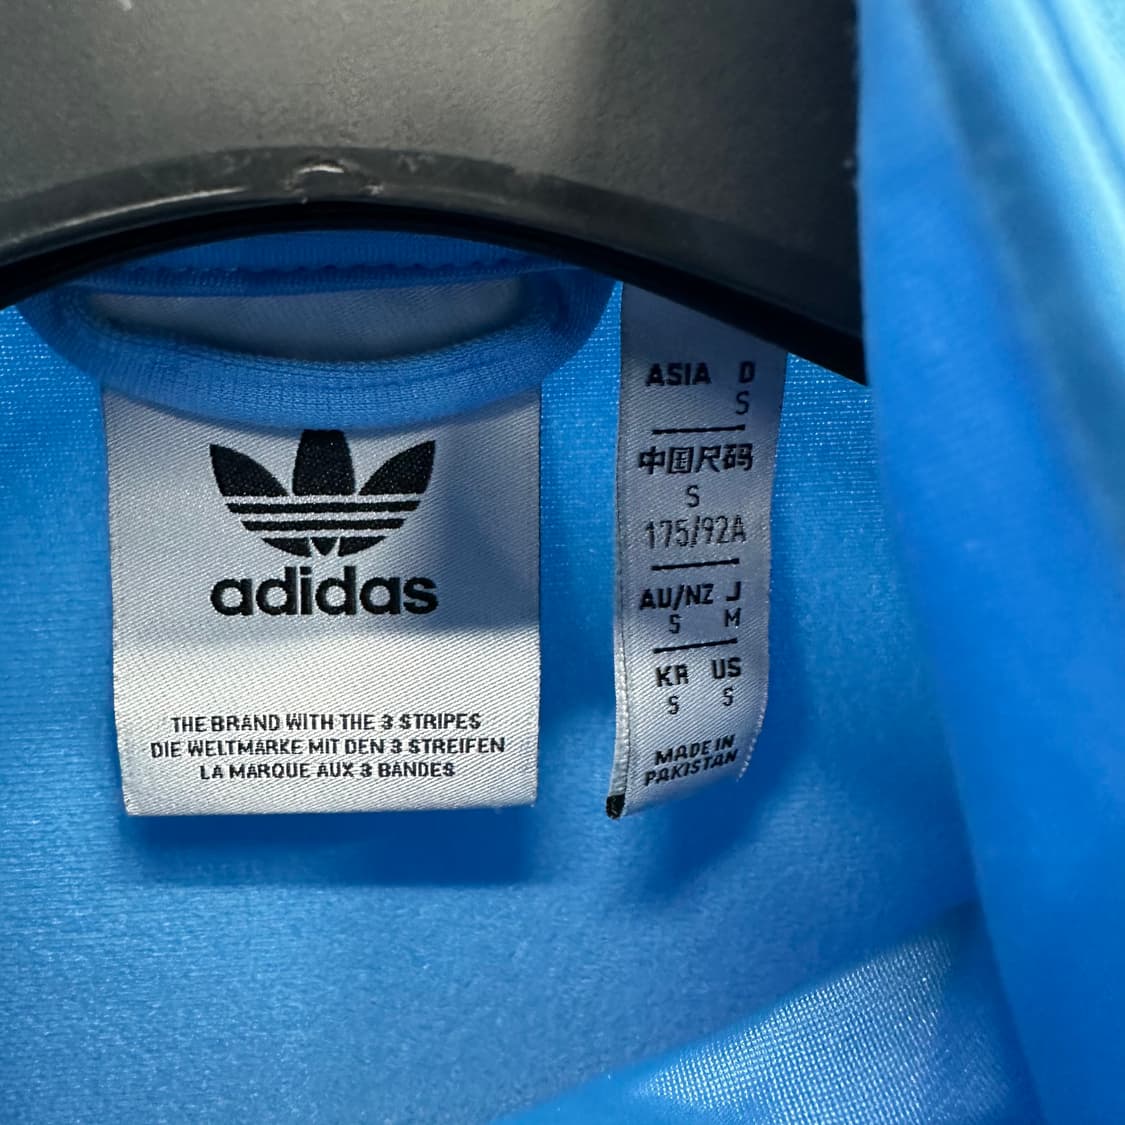 adidas
THE BRAND WITH THE 3 STRIPES
DIE WELTMARKE MIT DEN 3 STREIFEN
LA MARQUE AUX 3 BANDES
ASIA D
S
中国尺码
S
175/92A
AU/NZ J
S M
KR US
S S
MADE IN
PAKISTAN